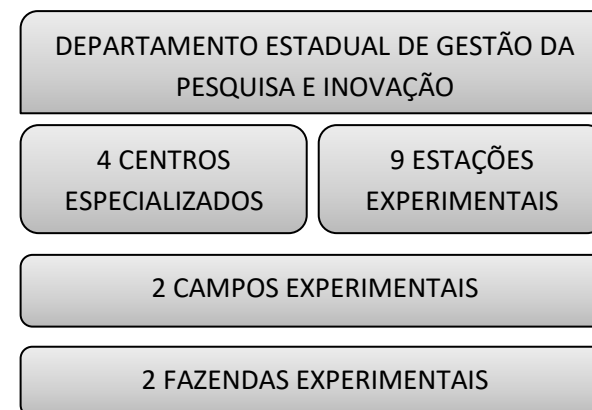 DEPARTAMENTO ESTADUAL DE GESTÃO DA
PESQUISA E INOVAÇÃO
4 CENTROS
ESPECIALIZADOS
9 ESTAÇÕES
EXPERIMENTAIS
2 CAMPOS EXPERIMENTAIS
2 FAZENDAS EXPERIMENTAIS